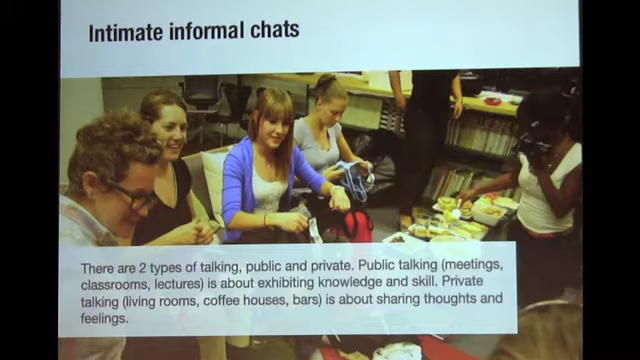 Intimate informal chats
There are 2 types of talking, public and private. Public talking (meetings,
classrooms, lectures) is about exhibiting knowledge and skill. Private
talking (living rooms, coffee houses, bars) is about sharing thoughts and
feelings.